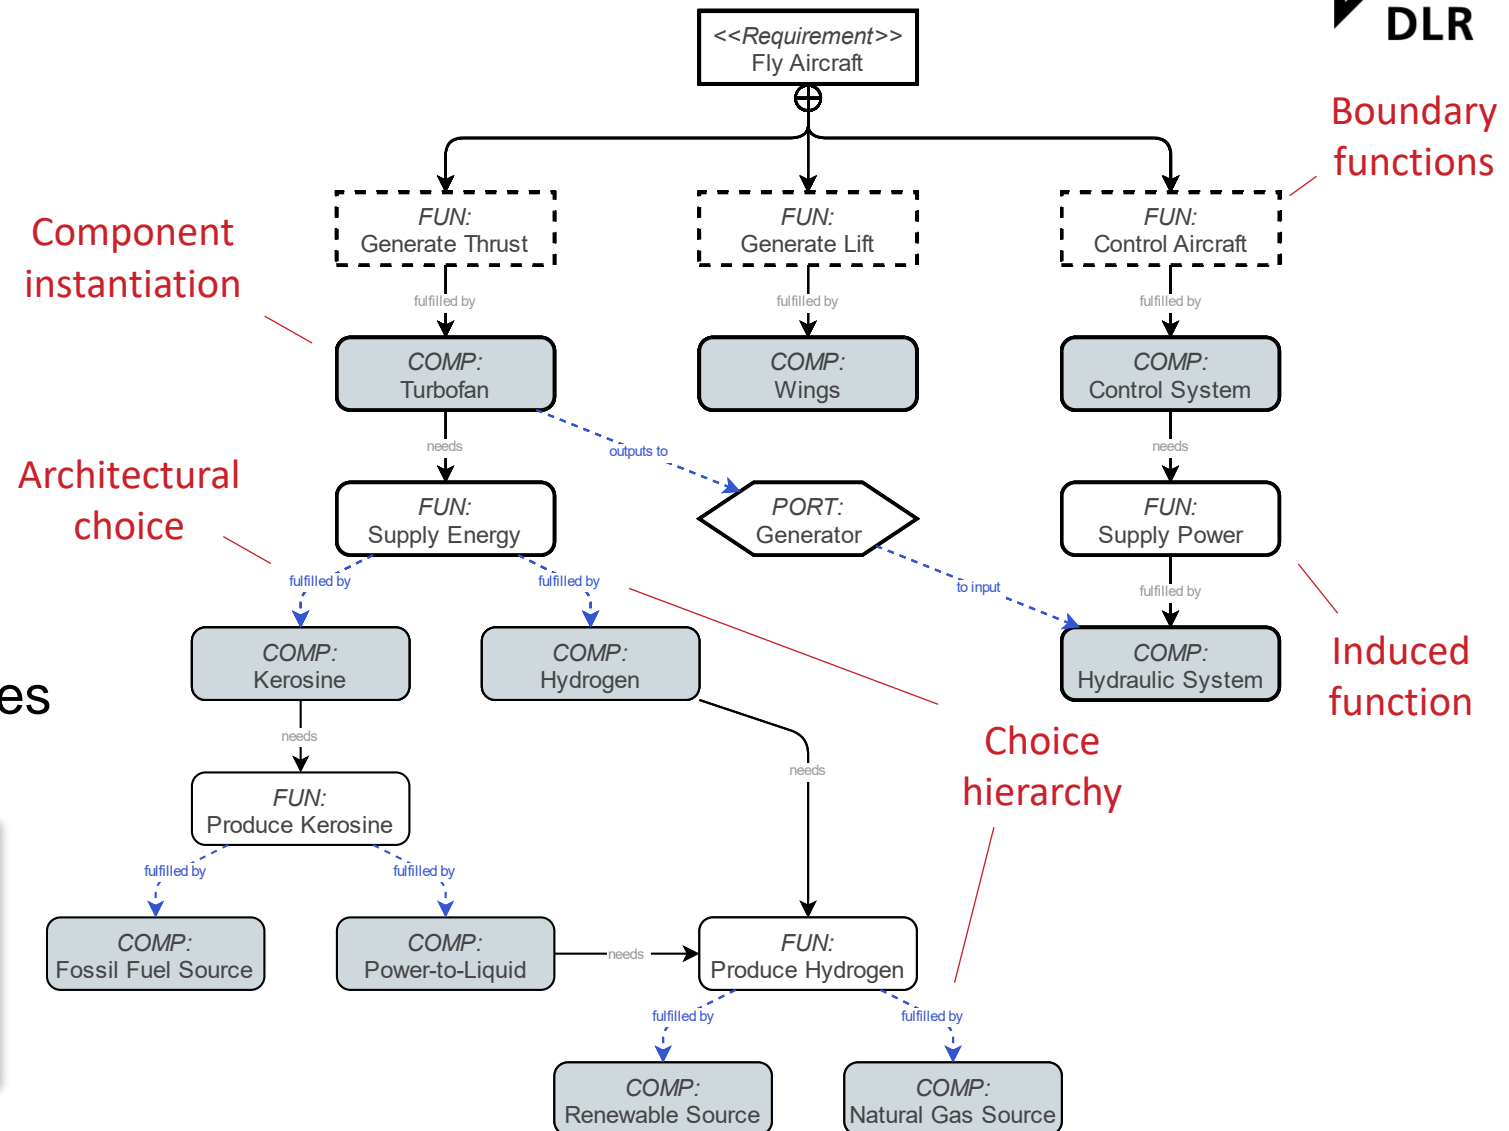 DLR
<<Requirement>>
Fly Aircraft
Boundary
functions
FUN:
Generate Thrust
FUN:
Generate Lift
FUN:
Control Aircraft
Component
instantiation
fulfilled by
fulfilled by
fulfilled by
COMP:
Turbofan
COMP:
Wings
COMP:
Control System
needs
outputs to
needs
Architectural
choice
FUN:
Supply Energy
PORT:
Generator
FUN:
Supply Power
fulfilled by
fulfilled by
to input
fulfilled by
COMP:
Kerosine
COMP:
Hydrogen
COMP:
Hydraulic System
Induced
function
es
needs
Choice
hierarchy
needs
FUN:
Produce Kerosine
fulfilled by
fulfilled by
COMP:
Fossil Fuel Source
COMP:
Power-to-Liquid
needs
FUN:
Produce Hydrogen
fulfilled by
fulfilled by
COMP:
Renewable Source
COMP:
Natural Gas Source